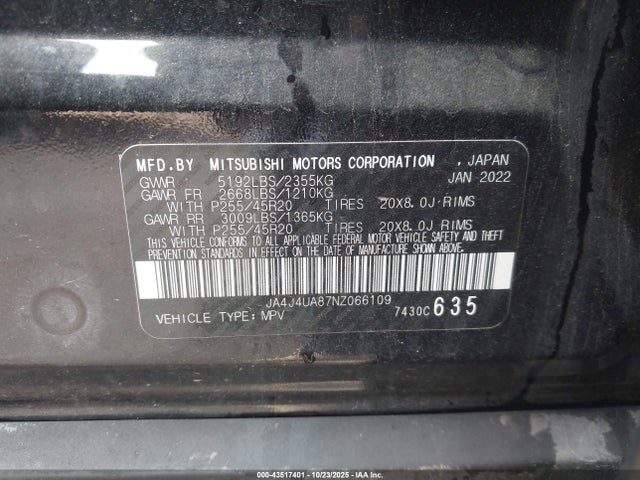 MFD.BY MITSUBISHI MOTORS CORPORATION , JAPAN
GVWR 5192LBS/2355KG JAN 2022
GAWR FR 2668LBS/1210KG
WITH P255/45R20 TIRES 20X8.0J RIMS
GAWR RR 3009LBS/1365KG
WITH P255/45R20 TIRES 20X8.0J RIMS
THIS VEHICLE CONFORMS TO ALL APPLICABLE FEDERAL MOTOR VEHICLE SAFETY AND THEFT
PREVENTION STANDARDS IN EFFECT ON THE DATE OF MANUFACTURE SHOWN ABOVE.
JA4J4UA87NZ066109
VEHICLE TYPE: MPV 7430C 635
000-43517401 - 10/23/2025 - © IAA, Inc.